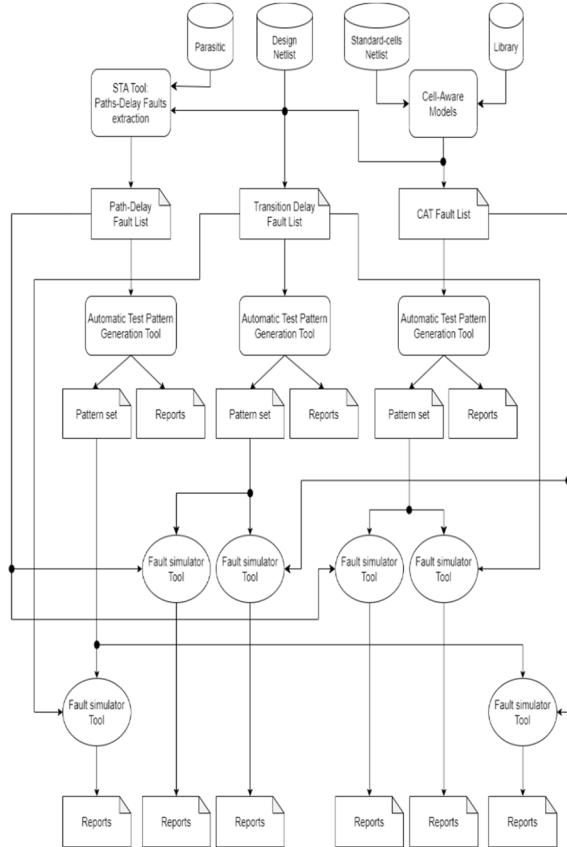 Parasitic
Design
Netlist
Standard-cells
Netlist
Library
STA Tool:
Paths-Delay Faults
extraction
Cell-Aware
Models
Path-Delay
Fault List
Transition Delay
Fault List
CAT Fault List
Automatic Test Pattern
Generation Tool
Automatic Test Pattern
Generation Tool
Automatic Test Pattern
Generation Tool
Pattern set
Reports
Pattern set
Reports
Pattern set
Reports
Fault simulator
Tool
Fault simulator
Tool
Fault simulator
Tool
Fault simulator
Tool
Fault simulator
Tool
Fault simulator
Tool
Reports
Reports
Reports
Reports
Reports
Reports